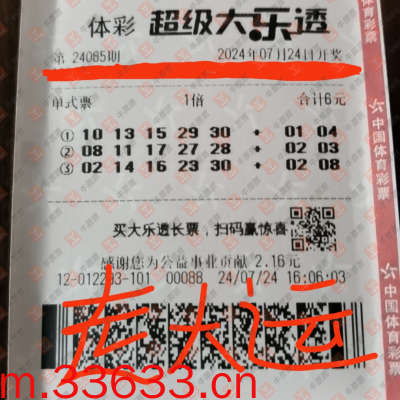 体彩 超级大乐透
第 24085期 2024年07月24日开奖
单式票 1倍 合计6元
① 10 13 15 29 30 + 01 04
② 08 11 17 27 28 + 02 03
③ 02 14 16 23 30 + 02 08
买大乐透长票，扫码赢惊喜
感谢您为公益事业贡献 2.16元
12-012203-101 00088 24/07/24 16:06:03
走大运
m.33633.cn
中国体育彩票
中国体育彩票